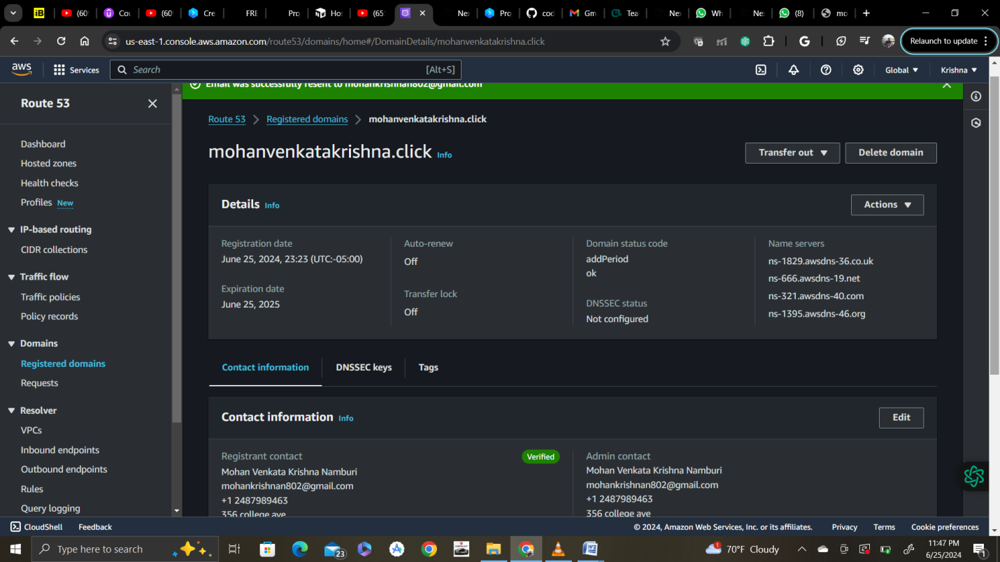 (60
Cou
(60
Cre
FRE
Pro
Ho
(65
Nex
Pro
cod
Gm
Tea
Nex
Wh
Nex
(8)
mo
us-east-1.console.aws.amazon.com/route53/domains/home#/DomainDetails/mohanvenkatakrishna.click
Relaunch to update
aws
Services
Search
[Alt+S]
Global
Krishna
Email was successfully resent to mohankrishnan802@gmail.com
Route 53
Dashboard
Hosted zones
Health checks
Profiles New
IP-based routing
CIDR collections
Traffic flow
Traffic policies
Policy records
Domains
Registered domains
Requests
Resolver
VPCs
Inbound endpoints
Outbound endpoints
Rules
Query logging
Route 53 > Registered domains > mohanvenkatakrishna.click
mohanvenkatakrishna.click Info
Transfer out
Delete domain
Details Info
Actions
Registration date
June 25, 2024, 23:23 (UTC:-05:00)
Expiration date
June 25, 2025
Auto-renew
Off
Transfer lock
Off
Domain status code
addPeriod
ok
DNSSEC status
Not configured
Name servers
ns-1829.awsdns-36.co.uk
ns-666.awsdns-19.net
ns-321.awsdns-40.com
ns-1395.awsdns-46.org
Contact information
DNSSEC keys
Tags
Contact information Info
Edit
Registrant contact
Verified
Mohan Venkata Krishna Namburi
mohankrishnan802@gmail.com
+1 2487989463
356 college ave
Admin contact
Mohan Venkata Krishna Namburi
mohankrishnan802@gmail.com
+1 2487989463
356 college ave
CloudShell
Feedback
© 2024, Amazon Web Services, Inc. or its affiliates.
Privacy
Terms
Cookie preferences
Type here to search
23
1
70°F Cloudy
11:47 PM
6/25/2024
1